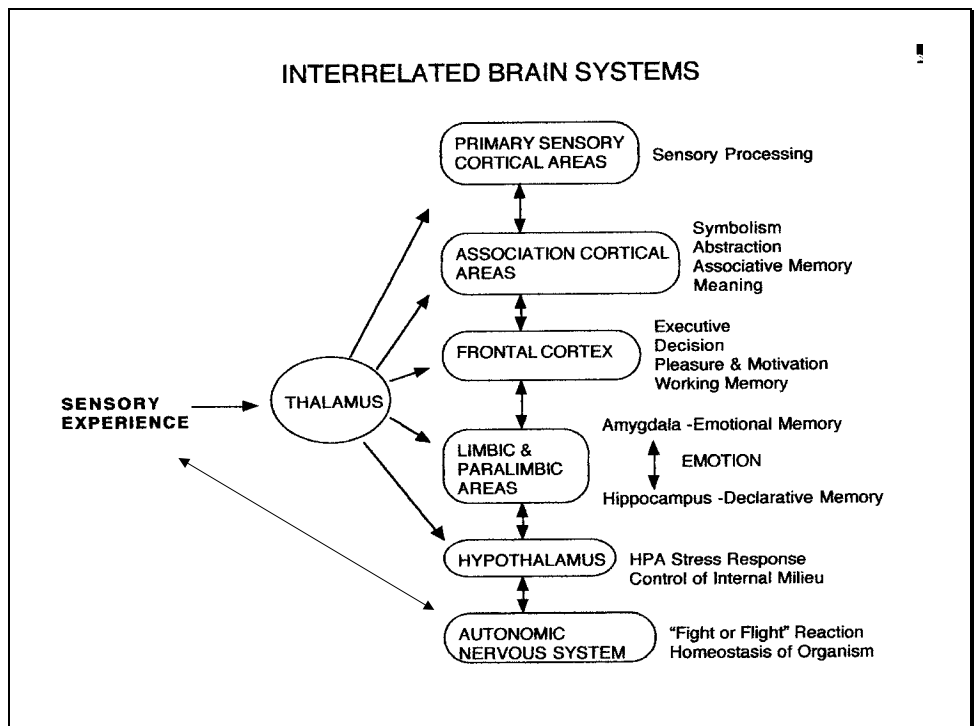 INTERRELATED BRAIN SYSTEMS
PRIMARY SENSORY
CORTICAL AREAS
Sensory Processing
ASSOCIATION CORTICAL
AREAS
Symbolism
Abstraction
Associative Memory
Meaning
FRONTAL CORTEX
Executive
Decision
Pleasure & Motivation
Working Memory
SENSORY
EXPERIENCE
THALAMUS
LIMBIC &
PARALIMBIC
AREAS
Amygdala -Emotional Memory
EMOTION
Hippocampus -Declarative Memory
HYPOTHALAMUS
HPA Stress Response
Control of Internal Milieu
AUTONOMIC
NERVOUS SYSTEM
"Fight or Flight" Reaction
Homeostasis of Organism